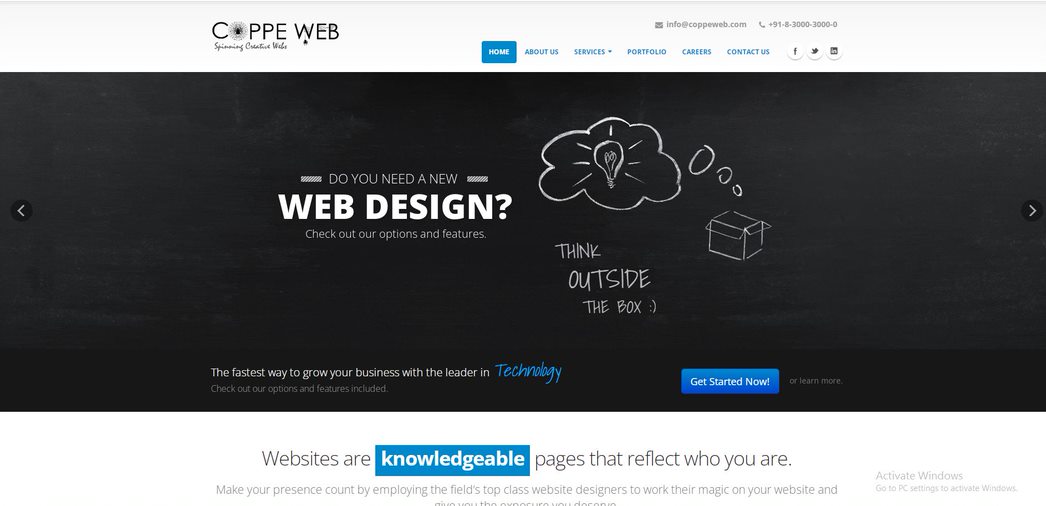 COPPE WEB
Spinning Creative Webs
info@coppeweb.com +91-8-3000-3000-0
HOME ABOUT US SERVICES PORTFOLIO CAREERS CONTACT US
DO YOU NEED A NEW
WEB DESIGN?
Check out our options and features.
THINK
OUTSIDE
THE BOX :)
The fastest way to grow your business with the leader in Technology
Check out our options and features included.
Get Started Now! or learn more.
Websites are knowledgeable pages that reflect who you are.
Make your presence count by employing the field's top class website designers to work their magic on your website and
give you the exposure you deserve
Activate Windows
Go to PC settings to activate Windows.